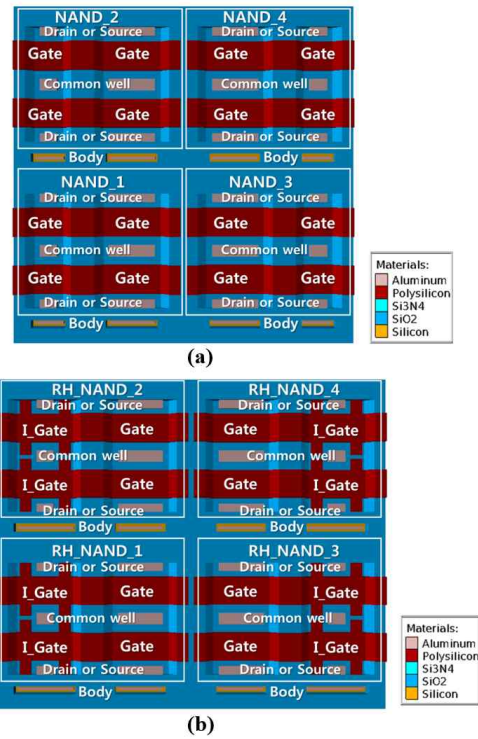 NAND_2 NAND_4
Drain or Source Drain or Source
Gate Gate Gate Gate
Common well Common well
Gate Gate Gate Gate
Drain or Source Drain or Source
Body Body
NAND_1 NAND_3
Drain or Source Drain or Source
Gate Gate Gate Gate
Common well Common well
Gate Gate Gate Gate
Drain or Source Drain or Source
Body Body
Materials:
Aluminum
Polysilicon
Si3N4
SiO2
Silicon
(a)
RH_NAND_2 RH_NAND_4
Drain or Source Drain or Source
I_Gate Gate Gate I_Gate
Common well Common well
I_Gate Gate Gate I_Gate
Drain or Source Drain or Source
Body Body
RH_NAND_1 RH_NAND_3
Drain or Source Drain or Source
I_Gate Gate Gate I_Gate
Common well Common well
I_Gate Gate Gate I_Gate
Drain or Source Drain or Source
Body Body
Materials:
Aluminum
Polysilicon
Si3N4
SiO2
Silicon
(b)